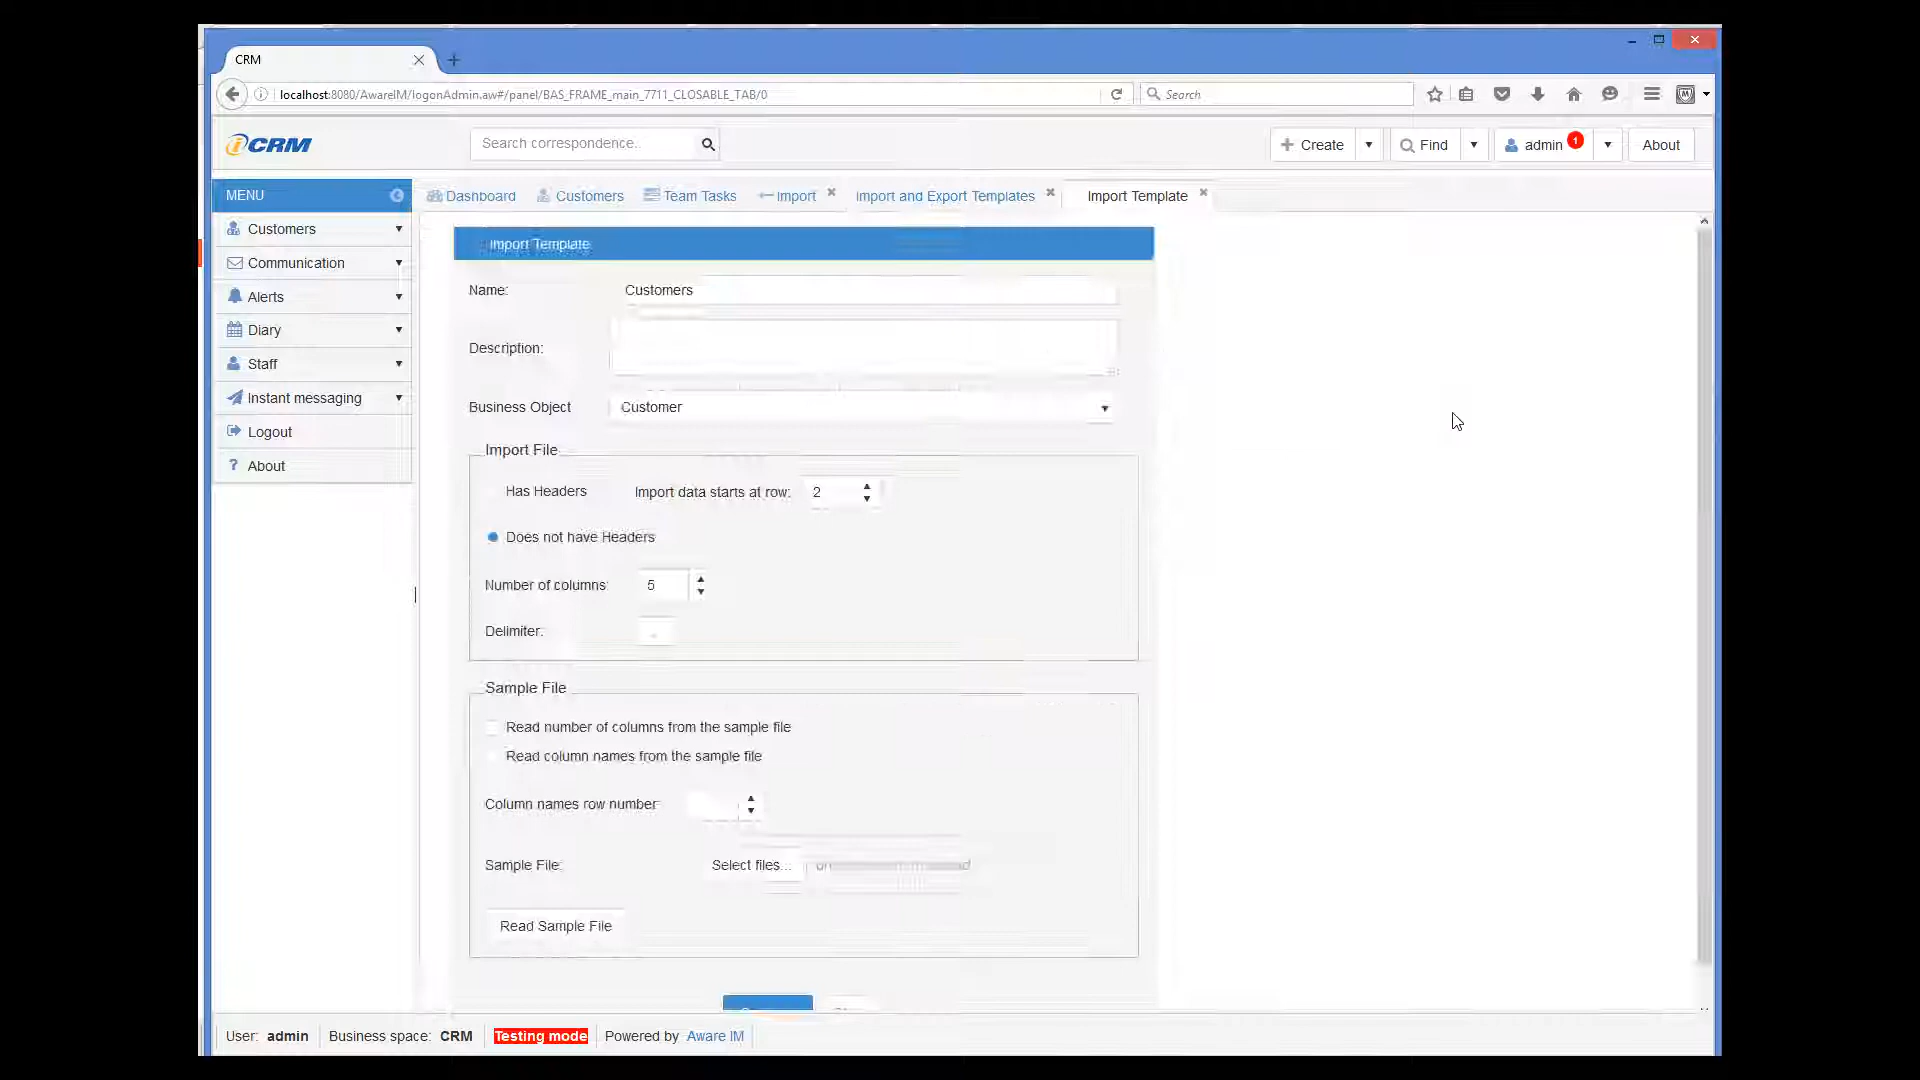 CRM
localhost:8080/AwareIM/logonAdmin.aw#/panel/BAS_FRAME_main_7711_CLOSABLE_TAB/0
Search
iCRM
Search correspondence..
Create
Find
admin 1
About
MENU
Dashboard
Customers
Team Tasks
Import
Import and Export Templates
Import Template
Customers
Communication
Alerts
Diary
Staff
Instant messaging
Logout
? About
Import Template
Name: Customers
Description:
Business Object Customer
Import File
Has Headers Import data starts at row: 2
Does not have Headers
Number of columns: 5
Delimiter:
Sample File
Read number of columns from the sample file
Read column names from the sample file
Column names row number
Sample File: Select files...
Read Sample File
User: admin Business space: CRM Testing mode Powered by Aware IM